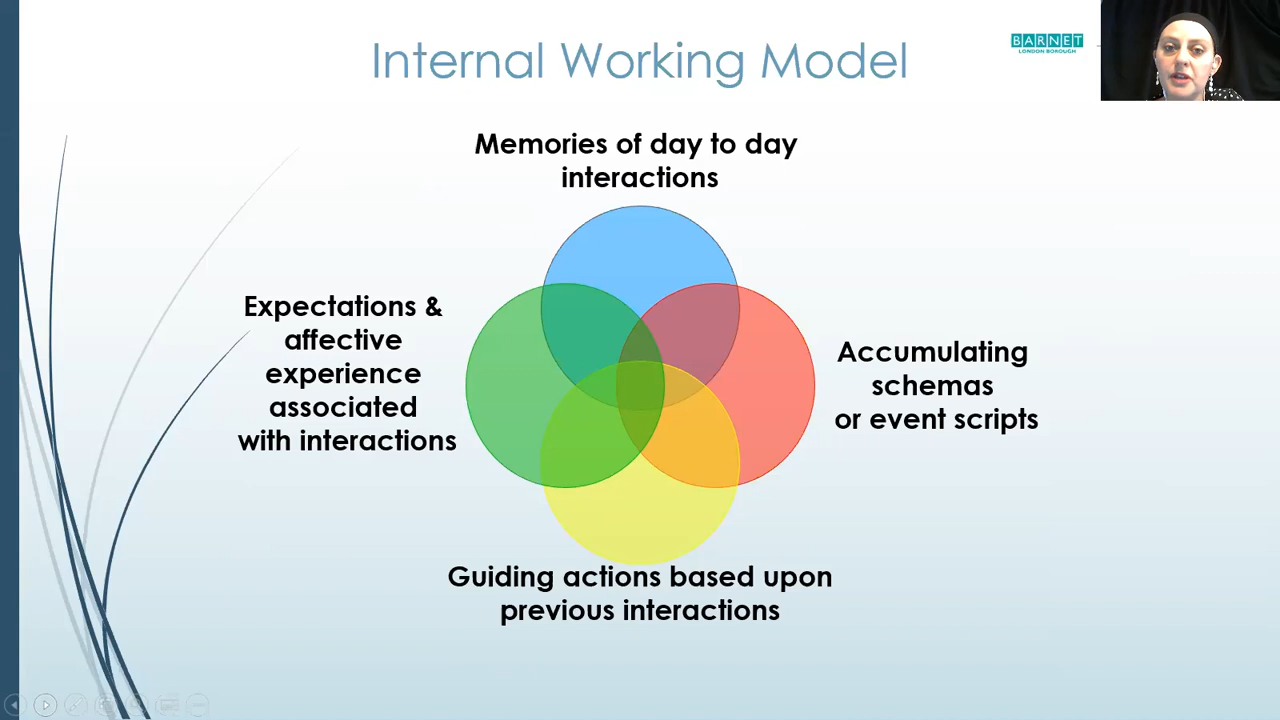 Internal Working Model
BARNET
LONDON BOROUGH
Memories of day to day
interactions
Expectations &
affective
experience
associated
with interactions
Accumulating
schemas
or event scripts
Guiding actions based upon
previous interactions